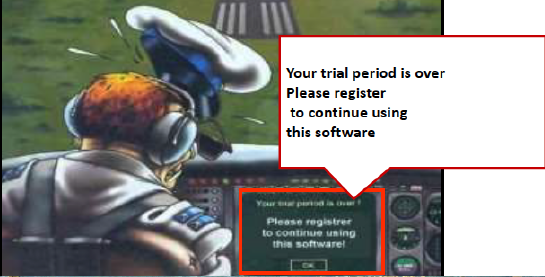 Your trial period is over
Please register
to continue using
this software
Your trial period is over !
Please registrer
to continue using
this software!
OK